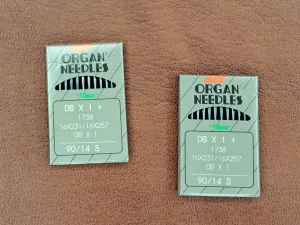 ORGAN
NEEDLES
DB X 1 +
1738
16X231/16X257
DB X 1
90/14 S
ORGAN
NEEDLES
DB X 1 +
1738
16X231/16X257
DB X 1
90/14 S